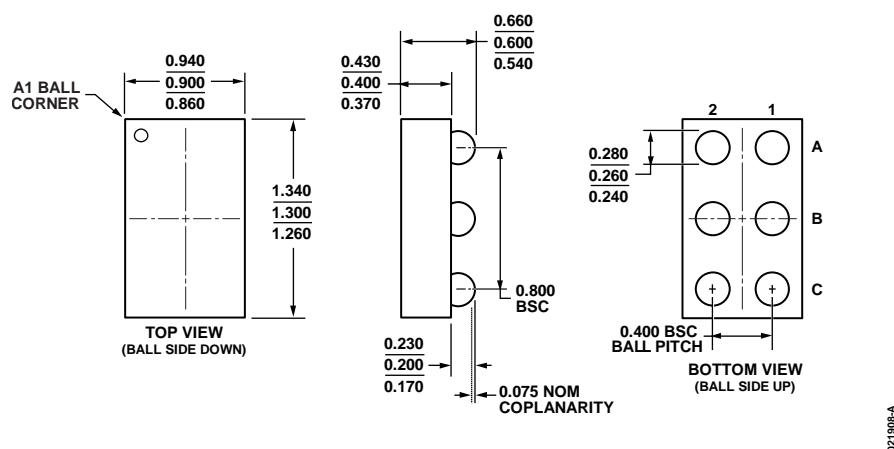 0.660
0.600
0.540
0.940
0.900
0.860
0.430
0.400
0.370
A1 BALL
CORNER
2 1
A
0.280
0.260
0.240
1.340
1.300
1.260
B
0.800
BSC
C
TOP VIEW
(BALL SIDE DOWN)
0.230
0.200
0.170
0.400 BSC
BALL PITCH
0.075 NOM
COPLANARITY
BOTTOM VIEW
(BALL SIDE UP)
021908-A